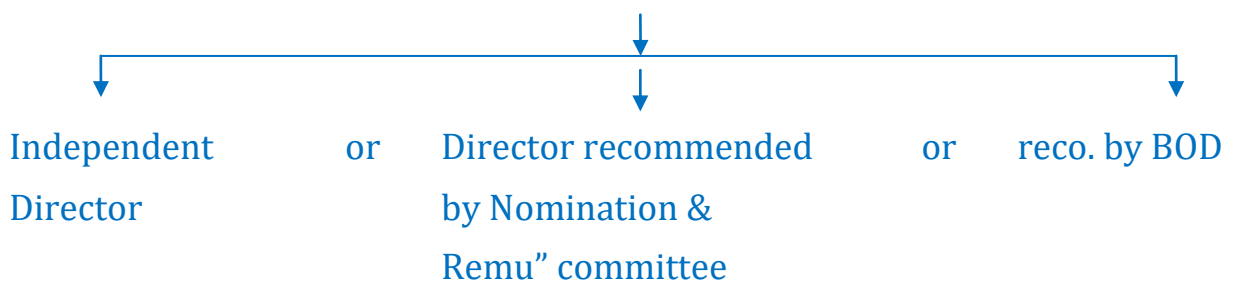 Independent or Director recommended or reco. by BOD
Director by Nomination &
Remu” committee